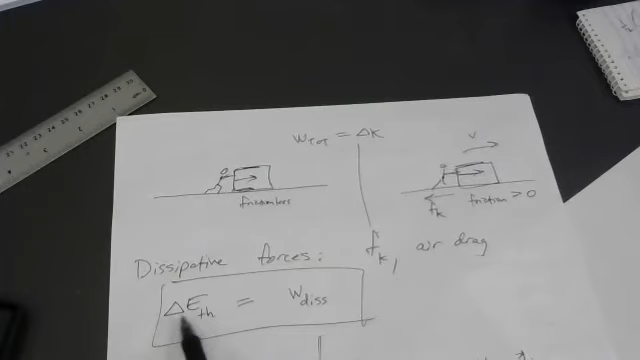 W_TOT = ΔK
v
frictionless
f_k
friction > 0
Dissipative forces: f_k, air drag
ΔE_th = W_diss